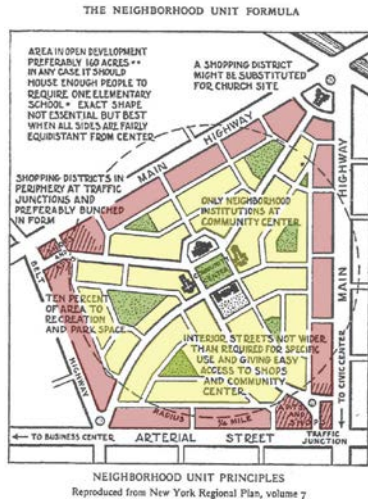 THE NEIGHBORHOOD UNIT FORMULA
AREA IN OPEN DEVELOPMENT
PREFERABLY 160 ACRES **
IN ANY CASE IT SHOULD
HOUSE ENOUGH PEOPLE TO
REQUIRE ONE ELEMENTARY
SCHOOL * EXACT SHAPE
NOT ESSENTIAL BUT BEST
WHEN ALL SIDES ARE FAIRLY
EQUIDISTANT FROM CENTER
A SHOPPING DISTRICT
MIGHT BE SUBSTITUTED
FOR CHURCH SITE
MAIN HIGHWAY
SHOPPING DISTRICTS IN
PERIPHERY AT TRAFFIC
JUNCTIONS AND
PREFERABLY BUNCHED
IN FORM
ONLY NEIGHBORHOOD
INSTITUTIONS AT
COMMUNITY CENTER
HIGHWAY
MAIN
BELT
HIGHWAY
COMMUNITY
CENTER
TEN PERCENT
OF AREA TO
RECREATION
AND PARK SPACE
INTERIOR STREETS NOT WIDER
THAN REQUIRED FOR SPECIFIC
USE AND GIVING EASY
ACCESS TO SHOPS
AND COMMUNITY
CENTER
RADIUS
MILE
TO CIVIC CENTER
TO BUSINESS CENTER
ARTERIAL STREET
TRAFFIC
JUNCTION
NEIGHBORHOOD UNIT PRINCIPLES
Reproduced from New York Regional Plan, volume 7